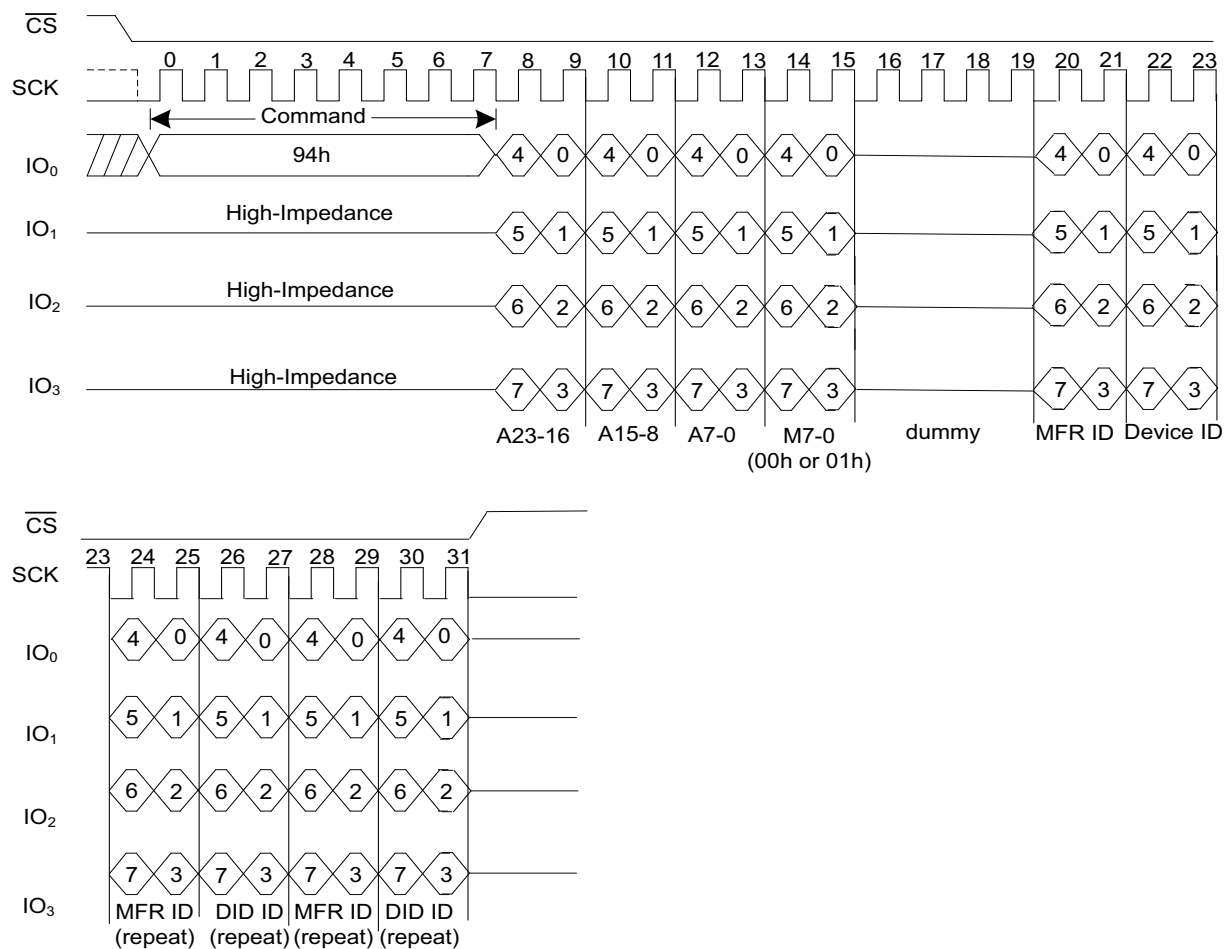 CS
0 1 2 3 4 5 6 7 8 9 10 11 12 13 14 15 16 17 18 19 20 21 22 23
SCK
Command
94h
IO0
4 0 4 0 4 0 4 0 4 0 4 0
High-Impedance
IO1
5 1 5 1 5 1 5 1 5 1 5 1
High-Impedance
IO2
6 2 6 2 6 2 6 2 6 2 6 2
High-Impedance
IO3
7 3 7 3 7 3 7 3 7 3 7 3
A23-16 A15-8 A7-0 M7-0 dummy MFR ID Device ID
(00h or 01h)
CS
23 24 25 26 27 28 29 30 31
SCK
4 0 4 0 4 0 4 0
IO0
5 1 5 1 5 1 5 1
IO1
6 2 6 2 6 2 6 2
IO2
7 3 7 3 7 3 7 3
IO3
MFR ID DID ID MFR ID DID ID
(repeat) (repeat) (repeat) (repeat)